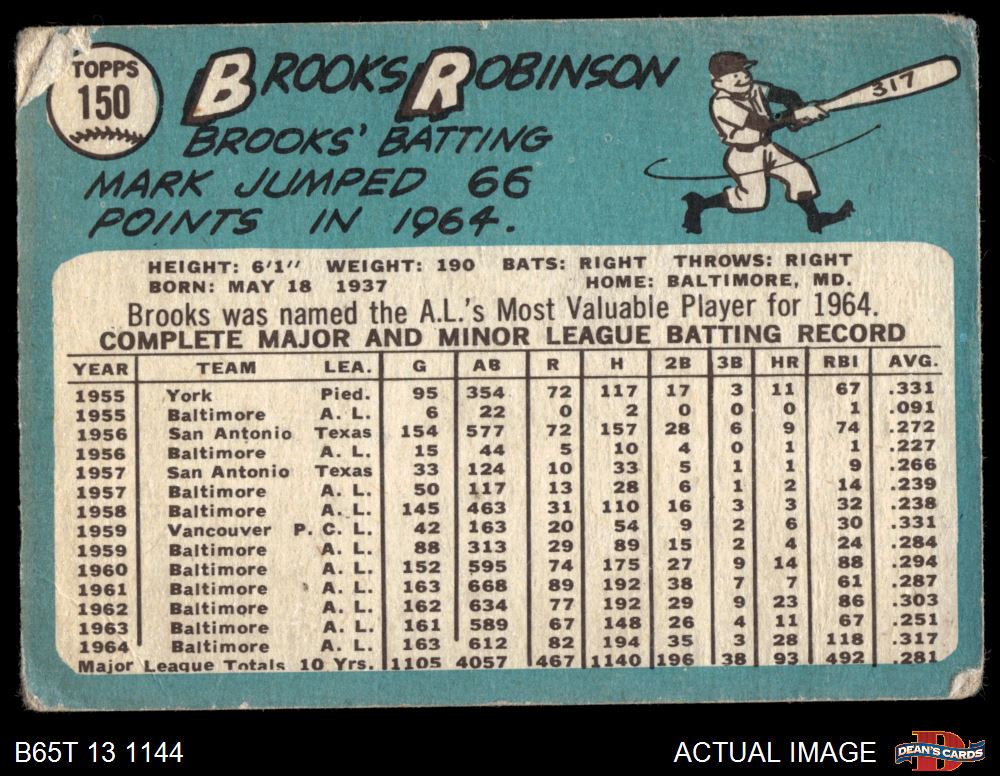 TOPPS
150
BROOKS ROBINSON
BROOKS' BATTING
MARK JUMPED 66
POINTS IN 1964.
317
HEIGHT: 6'1" WEIGHT: 190 BATS: RIGHT THROWS: RIGHT
BORN: MAY 18 1937 HOME: BALTIMORE, MD.
Brooks was named the A.L.'s Most Valuable Player for 1964.
COMPLETE MAJOR AND MINOR LEAGUE BATTING RECORD
YEAR TEAM LEA. G AB R H 2B 3B HR RBI AVG.
1955 York Pied. 95 354 72 117 17 3 11 67 .331
1955 Baltimore A. L. 6 22 0 2 0 0 0 1 .091
1956 San Antonio Texas 154 577 72 157 28 6 9 74 .272
1956 Baltimore A. L. 15 44 5 10 4 0 1 1 .227
1957 San Antonio Texas 33 124 10 33 5 1 1 9 .266
1957 Baltimore A. L. 50 117 13 28 6 1 2 14 .239
1958 Baltimore A. L. 145 463 31 110 16 3 3 32 .238
1959 Vancouver P. C. L. 42 163 20 54 9 2 6 30 .331
1959 Baltimore A. L. 88 313 29 89 15 2 4 24 .284
1960 Baltimore A. L. 152 595 74 175 27 9 14 88 .294
1961 Baltimore A. L. 163 668 89 192 38 7 7 61 .287
1962 Baltimore A. L. 162 634 77 192 29 9 23 86 .303
1963 Baltimore A. L. 161 589 67 148 26 4 11 67 .251
1964 Baltimore A. L. 163 612 82 194 35 3 28 118 .317
Major League Totals 10 Yrs. 1105 4057 467 1140 196 38 93 492 .281
B65T 13 1144
ACTUAL IMAGE
DEAN'S CARDS